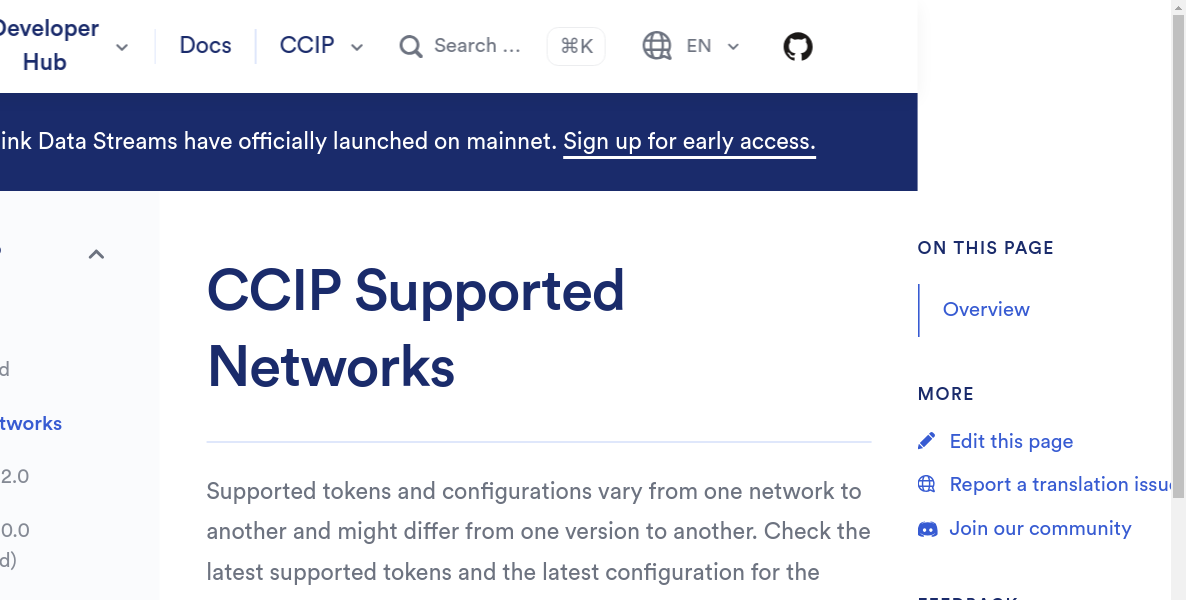 Developer
Hub
Docs
CCIP
Search ...
⌘K
EN
ink Data Streams have officially launched on mainnet. Sign up for early access.
CCIP Supported
Networks
d
tworks
2.0
0.0
d)
Supported tokens and configurations vary from one network to
another and might differ from one version to another. Check the
latest supported tokens and the latest configuration for the
ON THIS PAGE
Overview
MORE
Edit this page
Report a translation issu
Join our community
FEEDBACK